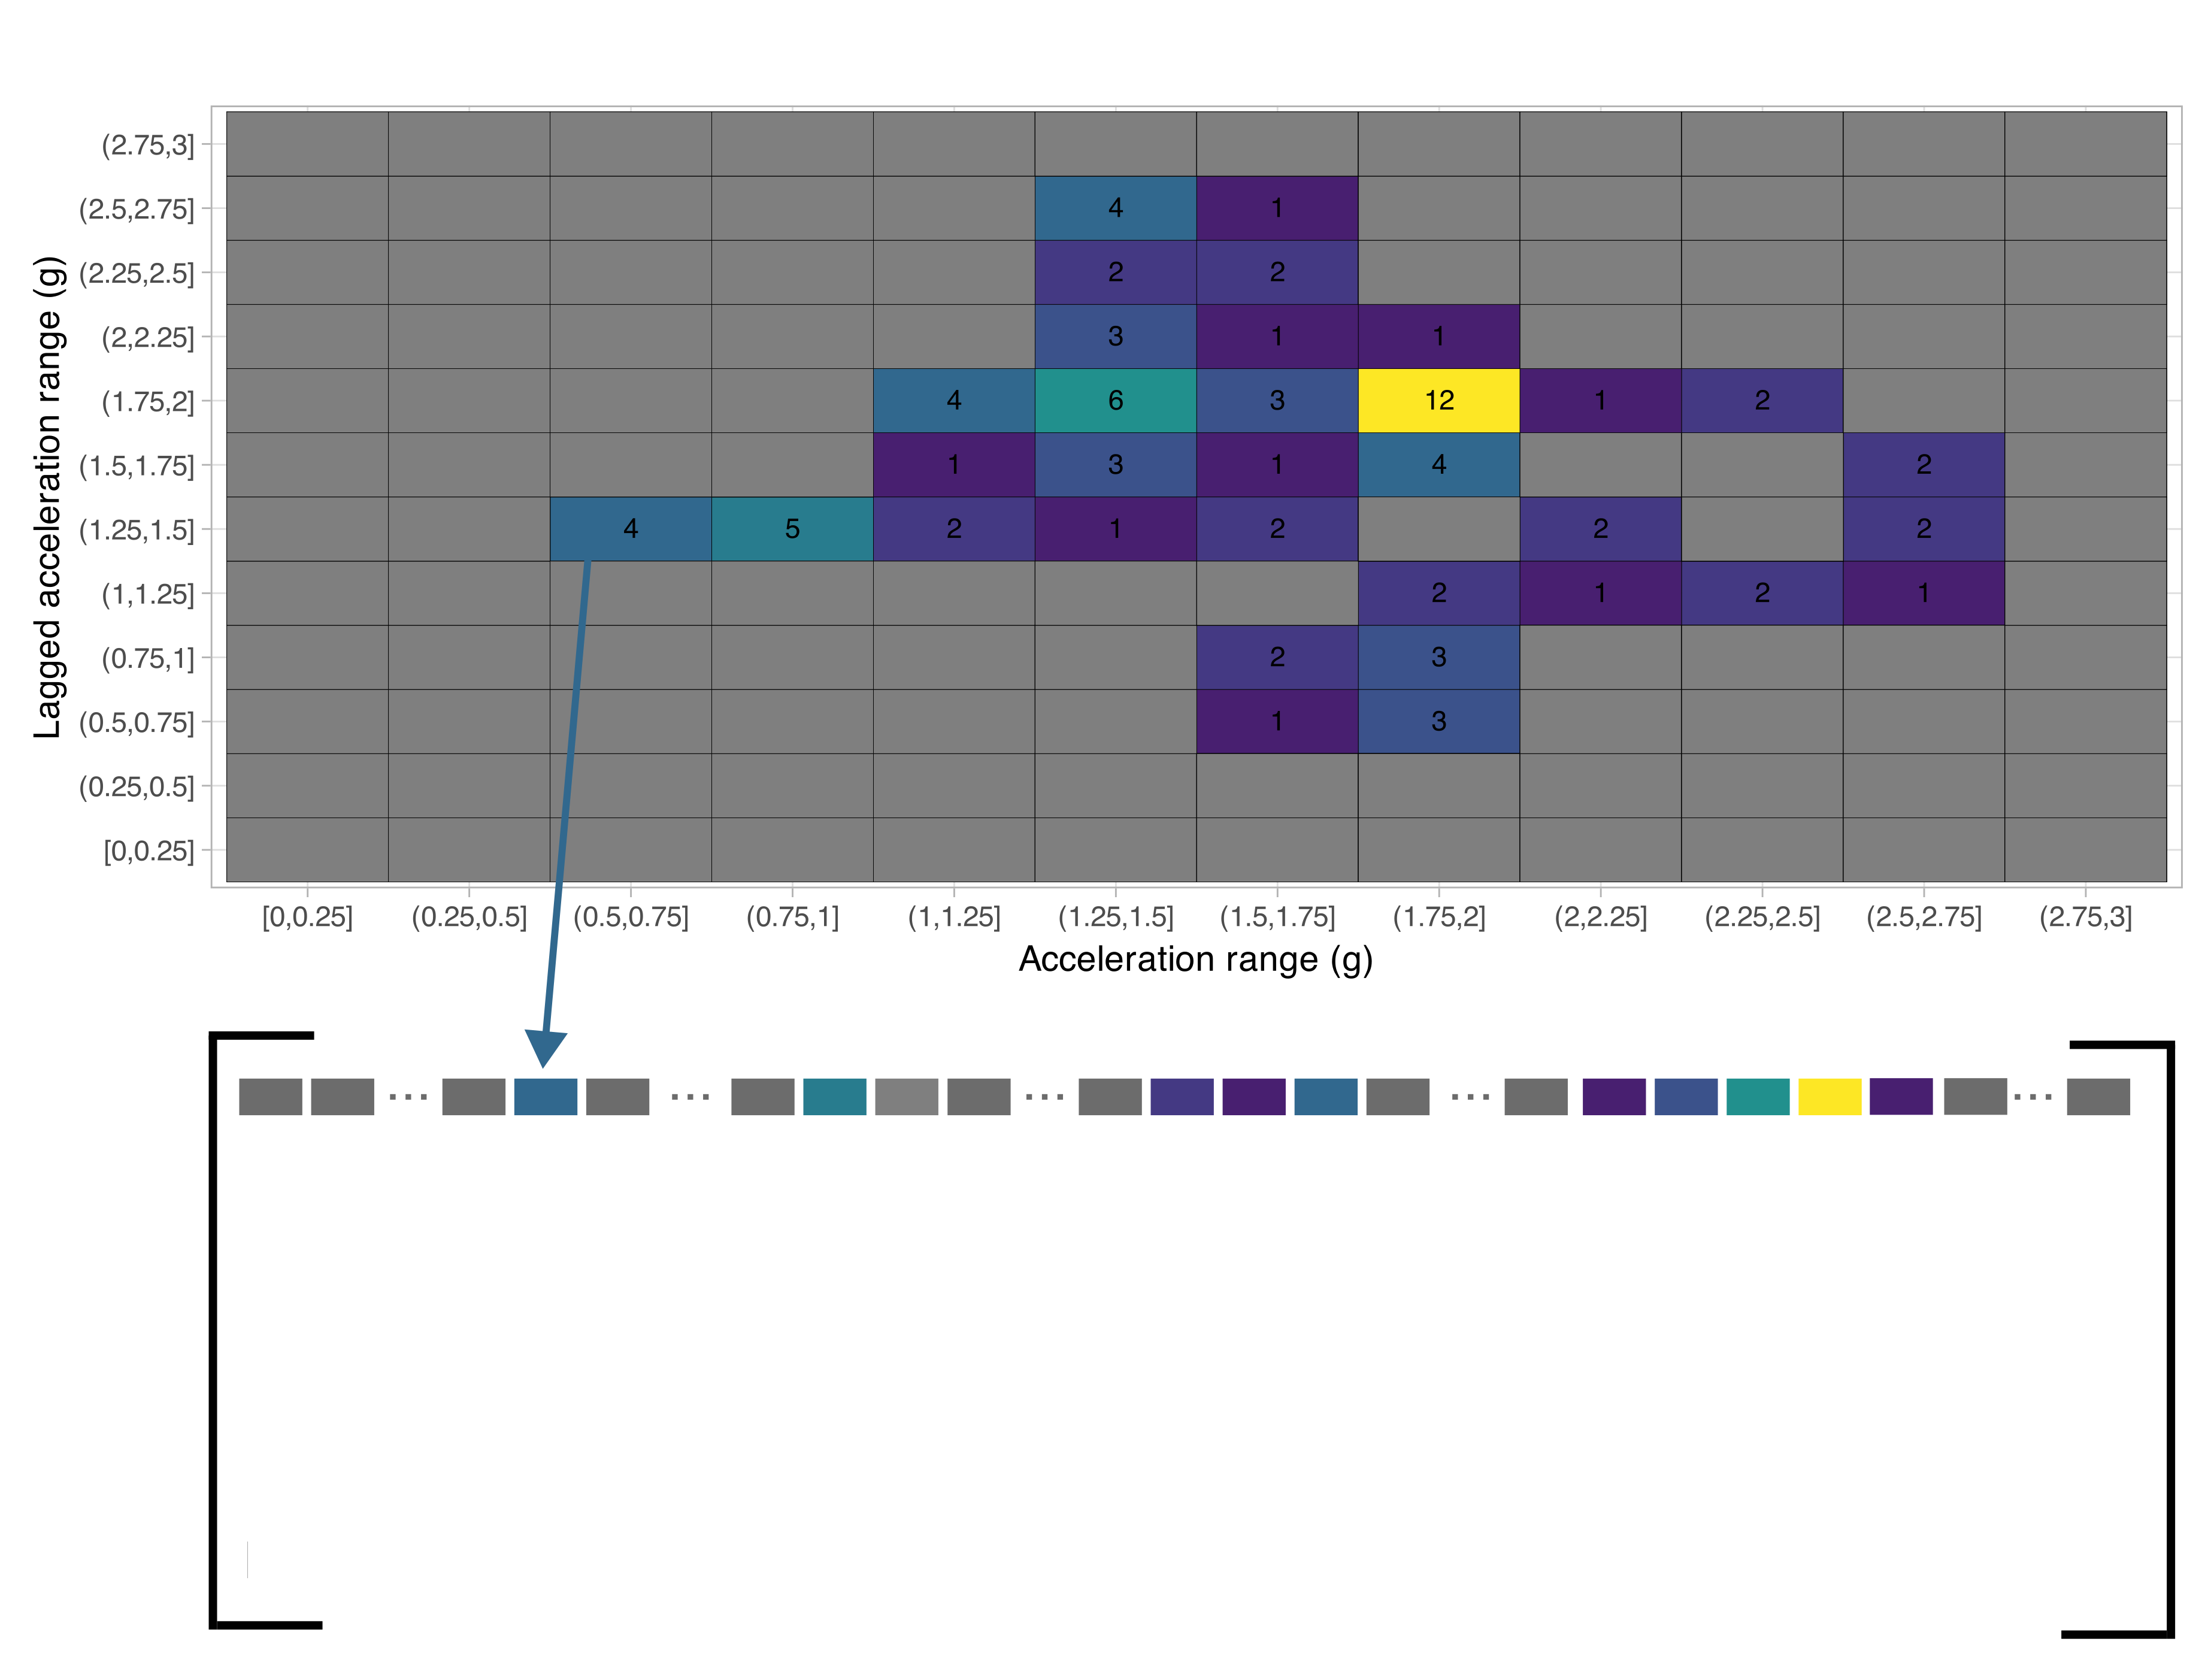 Lagged acceleration range (g)
(2.75,3]
(2.5,2.75] 4 1
(2.25,2.5] 2 2
(2,2.25] 3 1 1
(1.75,2] 4 6 3 12 1 2
(1.5,1.75] 1 3 1 4 2
(1.25,1.5] 4 5 2 1 2 2 2
(1,1.25] 2 1 2 1
(0.75,1] 2 3
(0.5,0.75] 1 3
(0.25,0.5]
[0,0.25]
[0,0.25] (0.25,0.5] (0.5,0.75] (0.75,1] (1,1.25] (1.25,1.5] (1.5,1.75] (1.75,2] (2,2.25] (2.25,2.5] (2.5,2.75] (2.75,3]
Acceleration range (g)